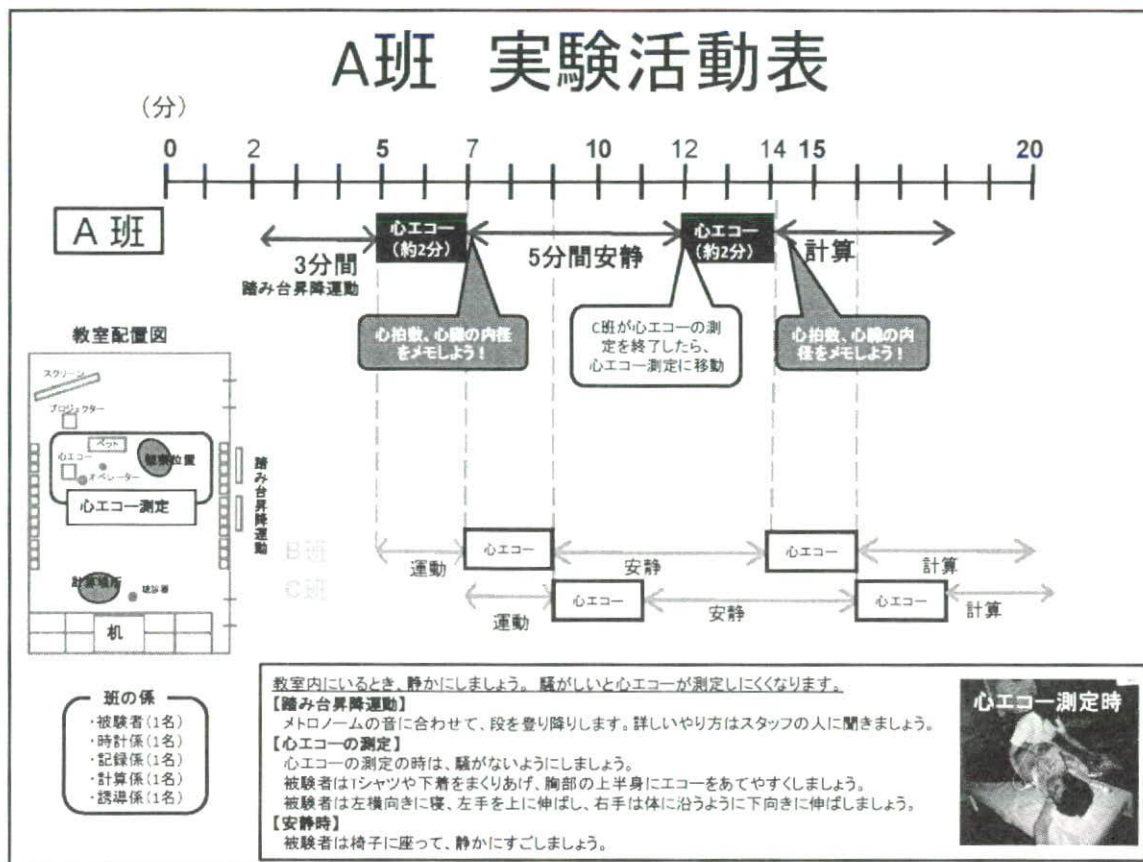 A班 実験活動表
(分)
0 2 5 7 10 12 14 15 20
A 班
心エコー
(約2分)
心エコー
(約2分)
3分間
踏み台昇降運動
5分間安静
計算
心拍数、心臓の内径
をメモしよう!
C班が心エコーの測
定を終了したら、
心エコー測定に移動
心拍数、心臓の内
径をメモしよう!
教室配置図
スクリーン
プロジェクター
ベット
心エコー
観察位置
オペレーター
心エコー測定
踏み台昇降運動
計算場所
机
B班
運動
心エコー
安静
心エコー
計算
C班
運動
心エコー
安静
心エコー
計算
班の係
・被験者(1名)
・時計係(1名)
・記録係(1名)
・計算係(1名)
・誘導係(1名)
教室内にいるとき、静かにしましょう。 騒がしいと心エコーが測定しにくくなります。
【踏み台昇降運動】
メトロノームの音に合わせて、段を登り降りします。詳しいやり方はスタッフの人に聞きましょう。
【心エコーの測定】
心エコーの測定の時は、騒がないようにしましょう。
被験者はTシャツや下着をまくりあげ、胸部の上半身にエコーをあてやすくしましょう。
被験者は左横向きに寝、左手を上に伸ばし、右手は体に沿うように下向きに伸ばしましょう。
【安静時】
被験者は椅子に座って、静かにすごしましょう。
心エコー測定時